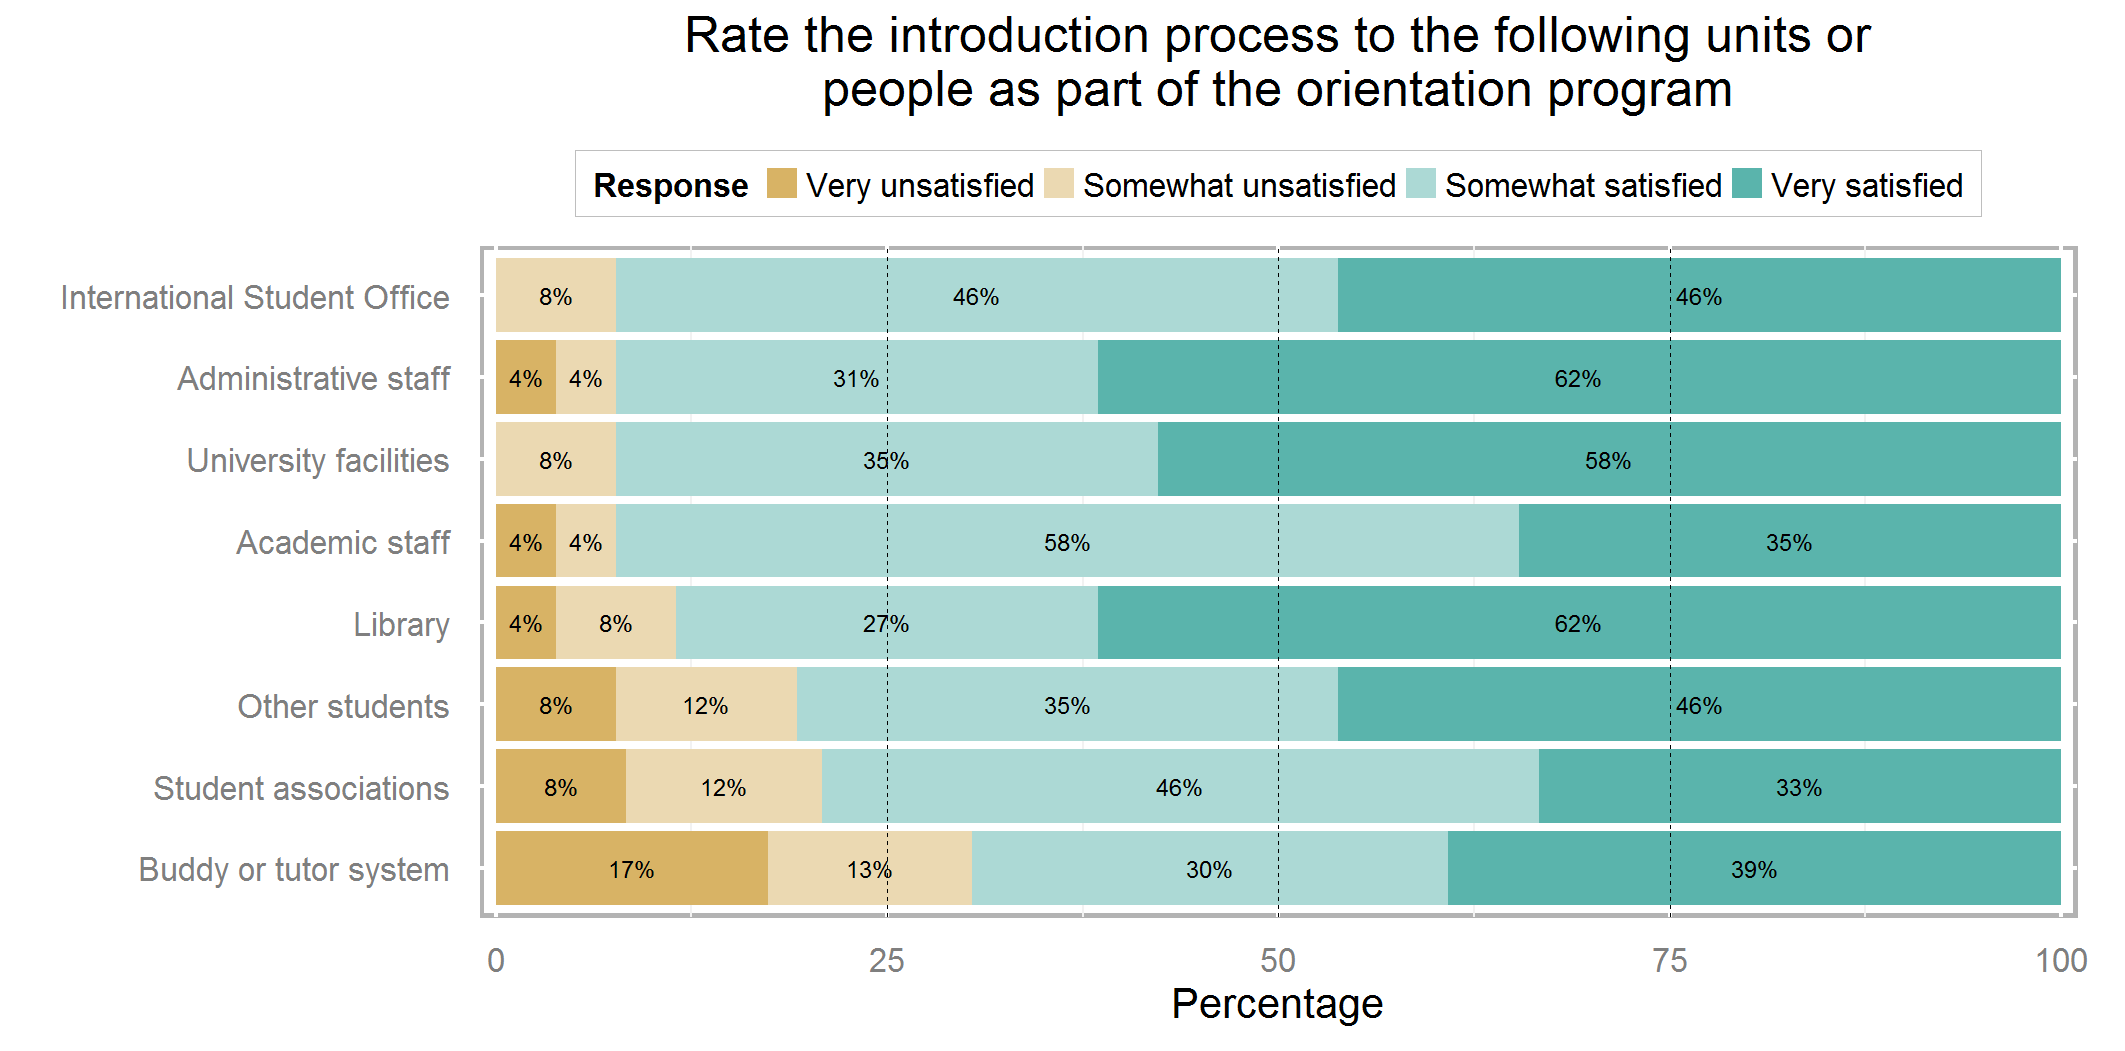 Rate the introduction process to the following units or
people as part of the orientation program
Response Very unsatisfied Somewhat unsatisfied Somewhat satisfied Very satisfied
International Student Office 8% 46% 46%
Administrative staff 4% 4% 31% 62%
University facilities 8% 35% 58%
Academic staff 4% 4% 58% 35%
Library 4% 8% 27% 62%
Other students 8% 12% 35% 46%
Student associations 8% 12% 46% 33%
Buddy or tutor system 17% 13% 30% 39%
0 25 50 75 100
Percentage